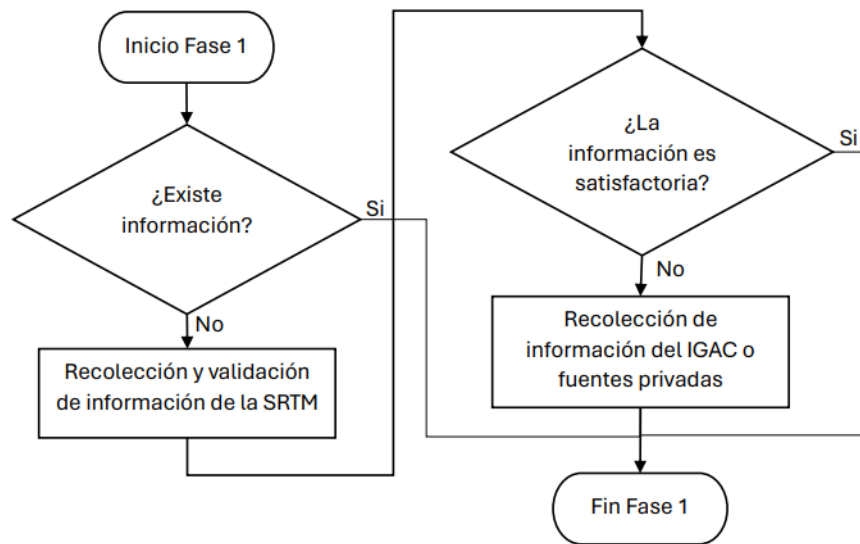 Inicio Fase 1
¿Existe
información?
Si
No
Recolección y validación
de información de la SRTM
¿La
información es
satisfactoria?
Si
No
Recolección de
información del IGAC o
fuentes privadas
Fin Fase 1